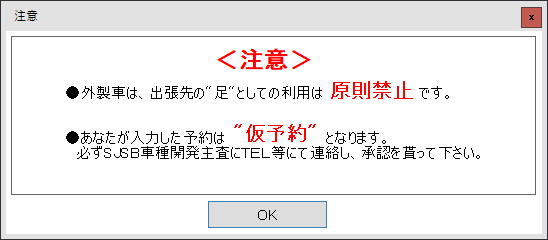 注意
x
＜注意＞
●外製車は、出張先の“足“としての利用は 原則禁止 です。
●あなたが入力した予約は “仮予約” となります。
必ずSJSB車種開発主査にTEL等にて連絡し、承認を貰って下さい。
OK